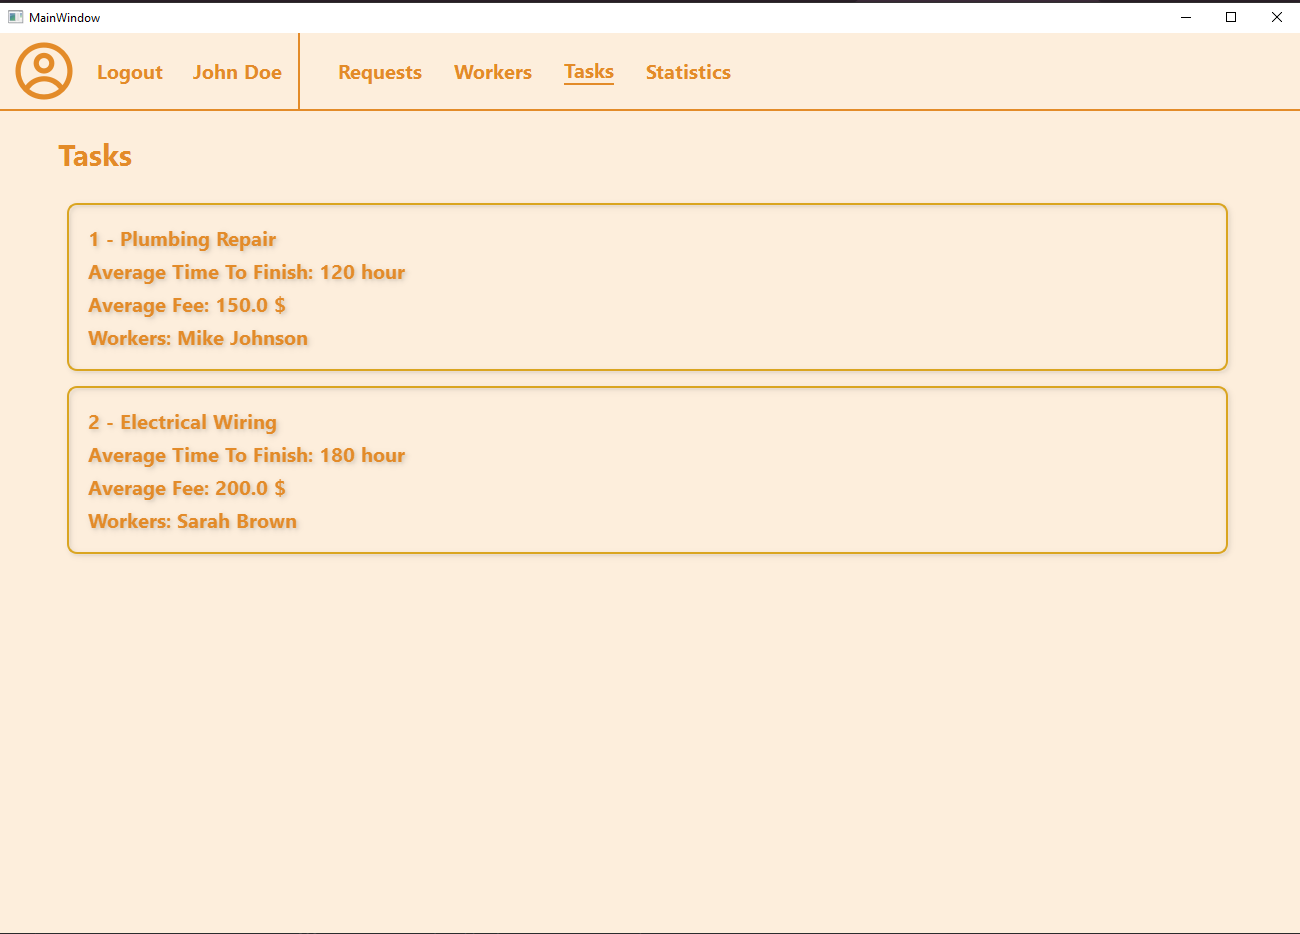 MainWindow
Logout John Doe Requests Workers Tasks Statistics
Tasks
1 - Plumbing Repair
Average Time To Finish: 120 hour
Average Fee: 150.0 $
Workers: Mike Johnson
2 - Electrical Wiring
Average Time To Finish: 180 hour
Average Fee: 200.0 $
Workers: Sarah Brown